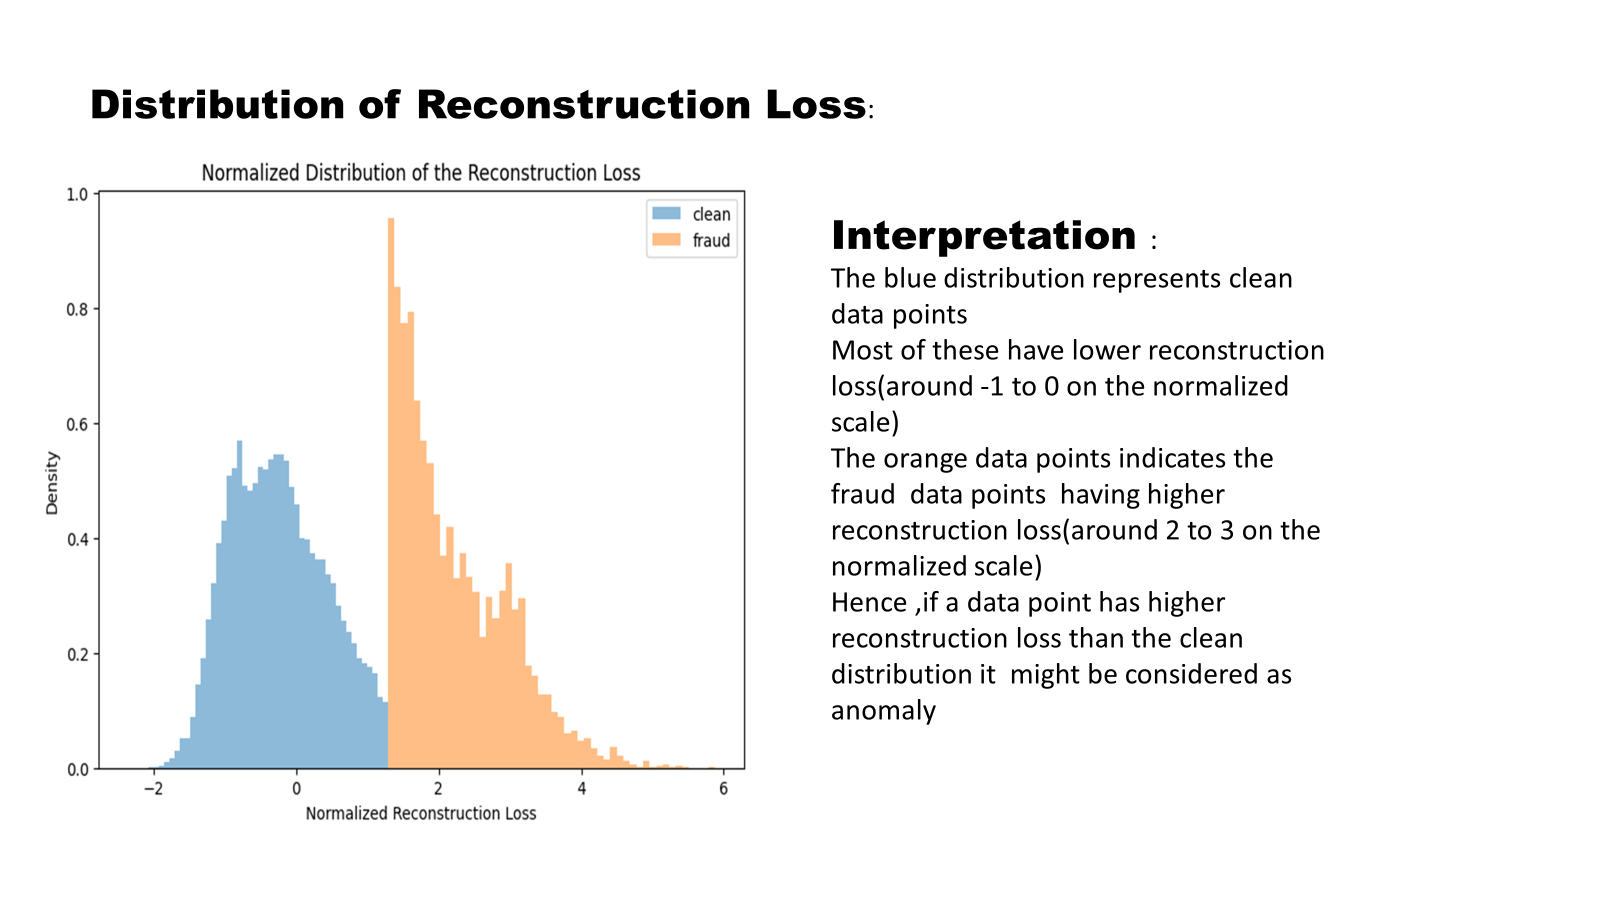 Distribution of Reconstruction Loss:
Normalized Distribution of the Reconstruction Loss
1.0
0.8
0.6
0.4
0.2
0.0
Density
clean
fraud
−2
0
2
4
6
Normalized Reconstruction Loss
Interpretation :
The blue distribution represents clean
data points
Most of these have lower reconstruction
loss(around -1 to 0 on the normalized
scale)
The orange data points indicates the
fraud  data points  having higher
reconstruction loss(around 2 to 3 on the
normalized scale)
Hence ,if a data point has higher
reconstruction loss than the clean
distribution it  might be considered as
anomaly